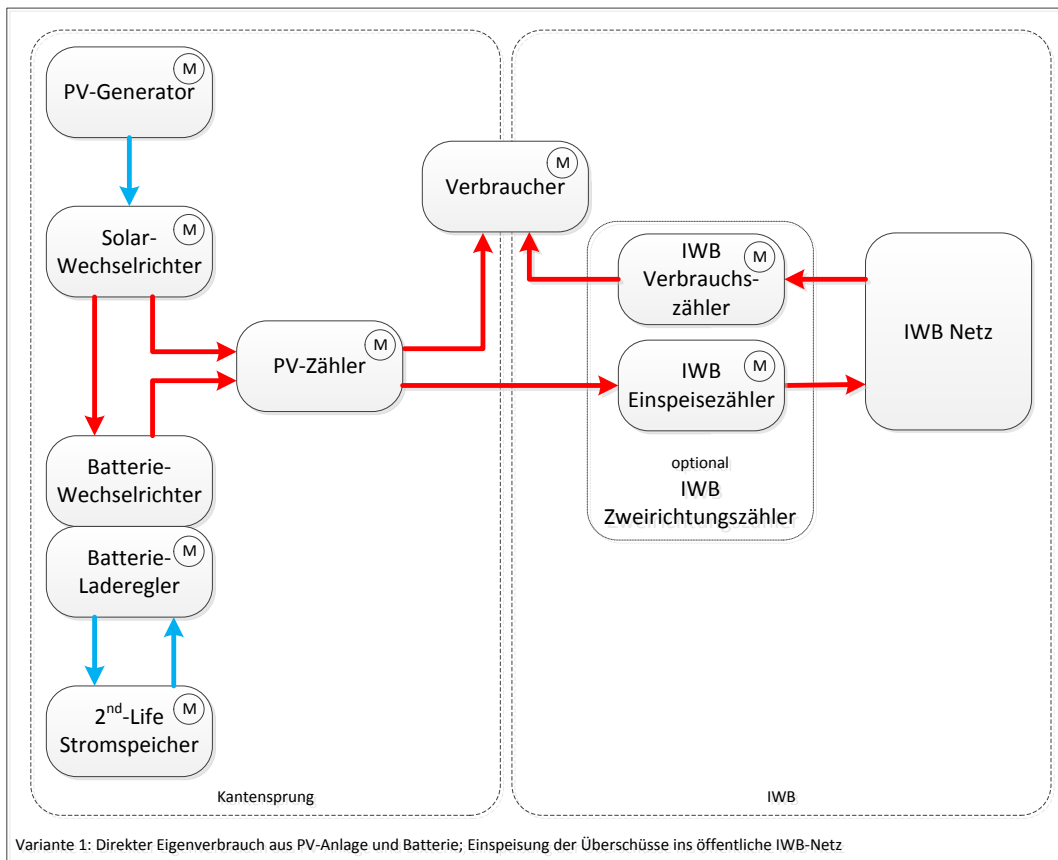 M
PV-Generator
M
Solar-
Wechselrichter
M
Verbraucher
M
IWB
Verbrauchs-
zähler
IWB Netz
M
PV-Zähler
M
IWB
Einspeisezähler
optional
IWB
Zweirichtungszähler
Batterie-
Wechselrichter
M
Batterie-
Laderegler
M
2nd-Life
Stromspeicher
Kantensprung
IWB
Variante 1: Direkter Eigenverbrauch aus PV-Anlage und Batterie; Einspeisung der Überschüsse ins öffentliche IWB-Netz